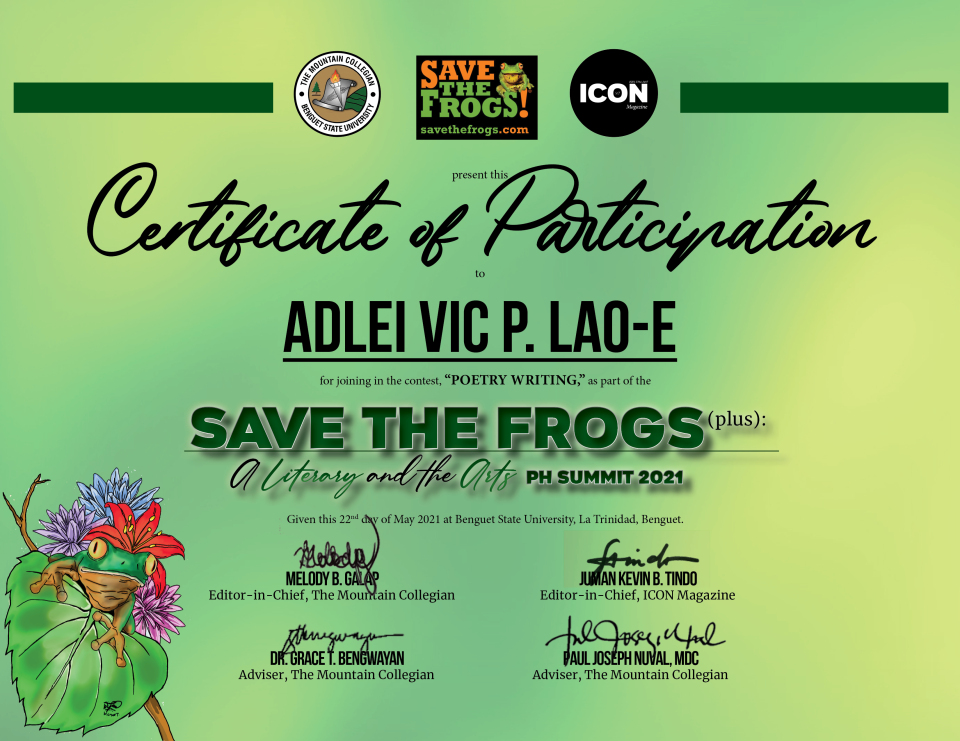 THE MOUNTAIN COLLEGIAN
BENGUET STATE UNIVERSITY
SAVE
THE
FROGS!
savethefrogs.com
ICON
Magazine
present this
Certificate of Participation
to
ADLEI VIC P. LAO-E
for joining in the contest, “POETRY WRITING,” as part of the
SAVE THE FROGS (plus):
A Literary and the Arts PH SUMMIT 2021
Given this 22nd day of May 2021 at Benguet State University, La Trinidad, Benguet.
MELODY B. GALAP
Editor-in-Chief, The Mountain Collegian
JUMAN KEVIN B. TINDO
Editor-in-Chief, ICON Magazine
DR. GRACE T. BENGWAYAN
Adviser, The Mountain Collegian
PAUL JOSEPH NUVAL, MDC
Adviser, The Mountain Collegian